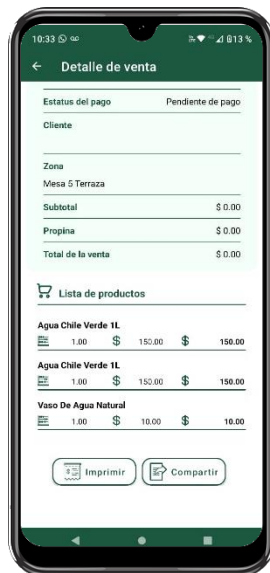 10:33 13 %
Detalle de venta
Estatus del pago Pendiente de pago
Cliente
Zona
Mesa 5 Terraza
Subtotal $ 0.00
Propina $ 0.00
Total de la venta $ 0.00
Lista de productos
Agua Chile Verde 1L
1.00 $ 150.00 $ 150.00
Agua Chile Verde 1L
1.00 $ 150.00 $ 150.00
Vaso De Agua Natural
1.00 $ 10.00 $ 10.00
Imprimir Compartir